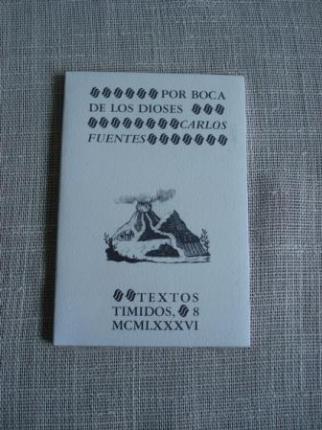 POR BOCA
DE LOS DIOSES
CARLOS
FUENTES
TEXTOS
TIMIDOS, 8
MCMLXXXVI